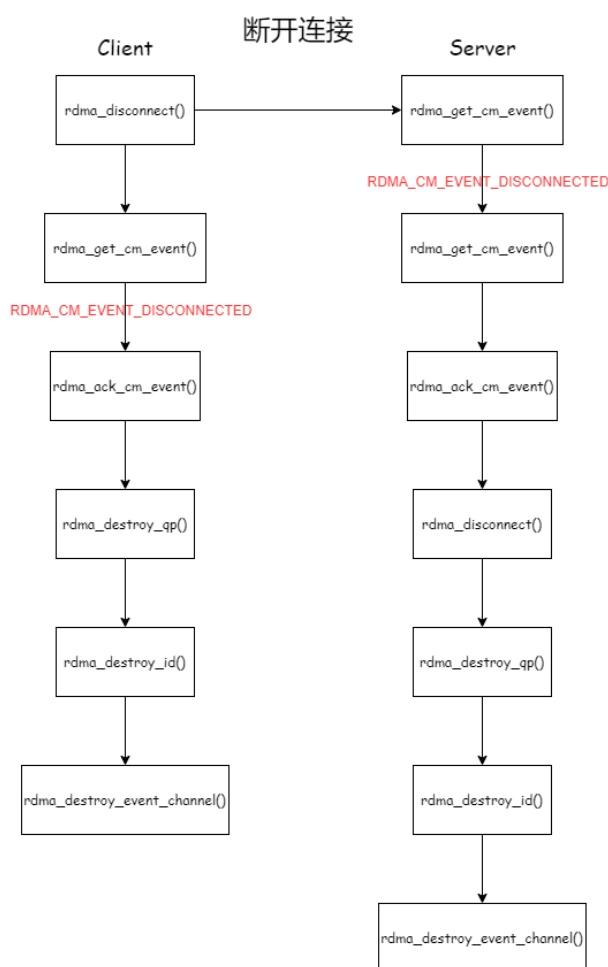 断开连接
Client
Server
rdma_disconnect()
rdma_get_cm_event()
RDMA_CM_EVENT_DISCONNECTED
rdma_get_cm_event()
rdma_get_cm_event()
RDMA_CM_EVENT_DISCONNECTED
rdma_ack_cm_event()
rdma_ack_cm_event()
rdma_destroy_qp()
rdma_disconnect()
rdma_destroy_id()
rdma_destroy_qp()
rdma_destroy_event_channel()
rdma_destroy_id()
rdma_destroy_event_channel()